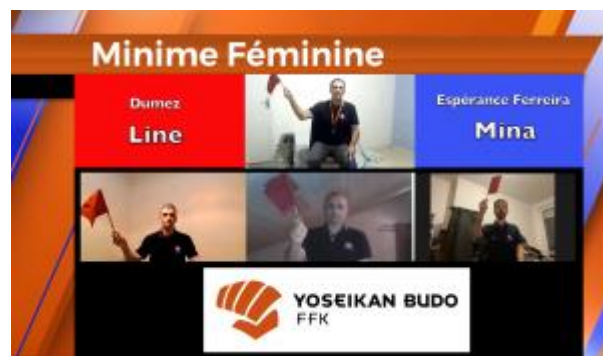 Minime Féminine
Dumez
Line
Espérance Ferreira
Mina
YOSEIKAN BUDO
FFK